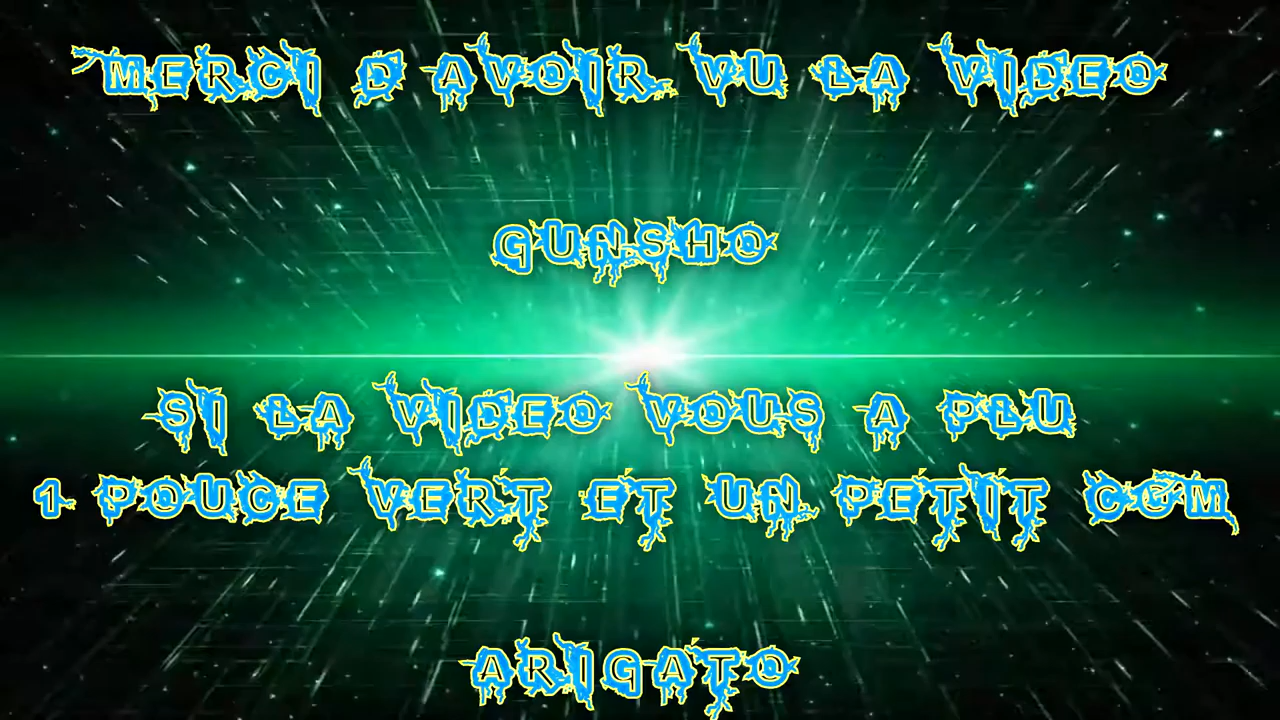 MERCI D AVOIR VU LA VIDEO
GUNSHO
SI LA VIDEO VOUS A PLU
1 POUCE VERT ET UN PETIT COM
ARIGATO